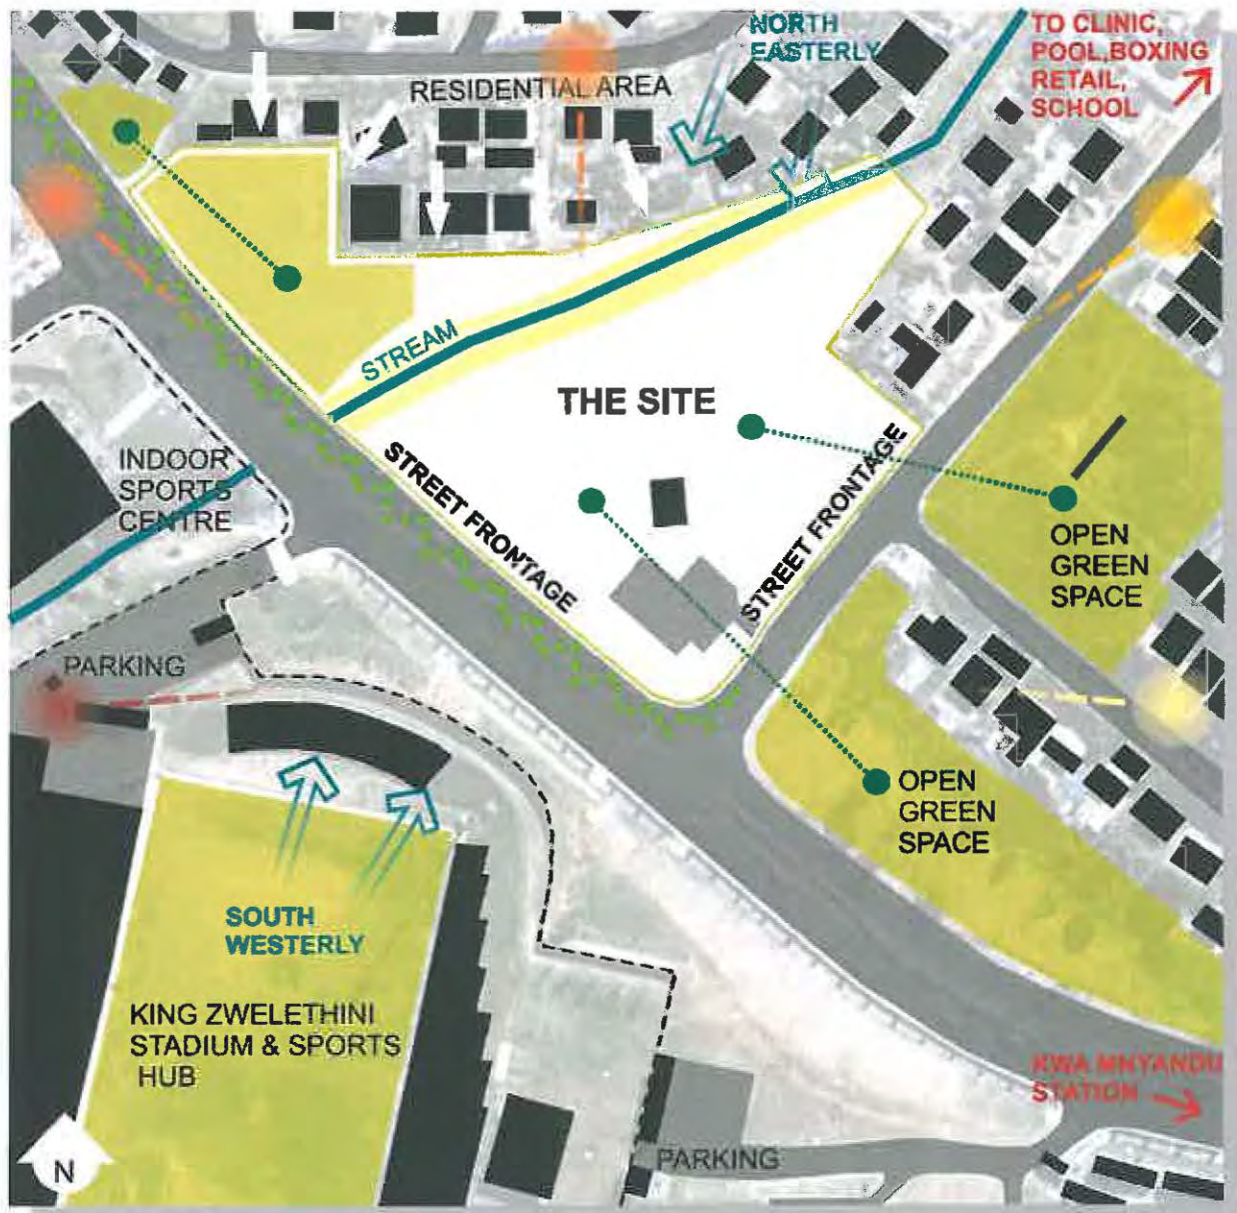 NORTH
EASTERLY
TO CLINIC,
POOL,BOXING
RETAIL,
SCHOOL
RESIDENTIAL AREA
STREAM
THE SITE
STREET FRONTAGE
STREET FRONTAGE
INDOOR
SPORTS
CENTRE
OPEN
GREEN
SPACE
PARKING
OPEN
GREEN
SPACE
SOUTH
WESTERLY
KING ZWELETHINI
STADIUM & SPORTS
HUB
KWA MNYANDU
STATION
PARKING
N